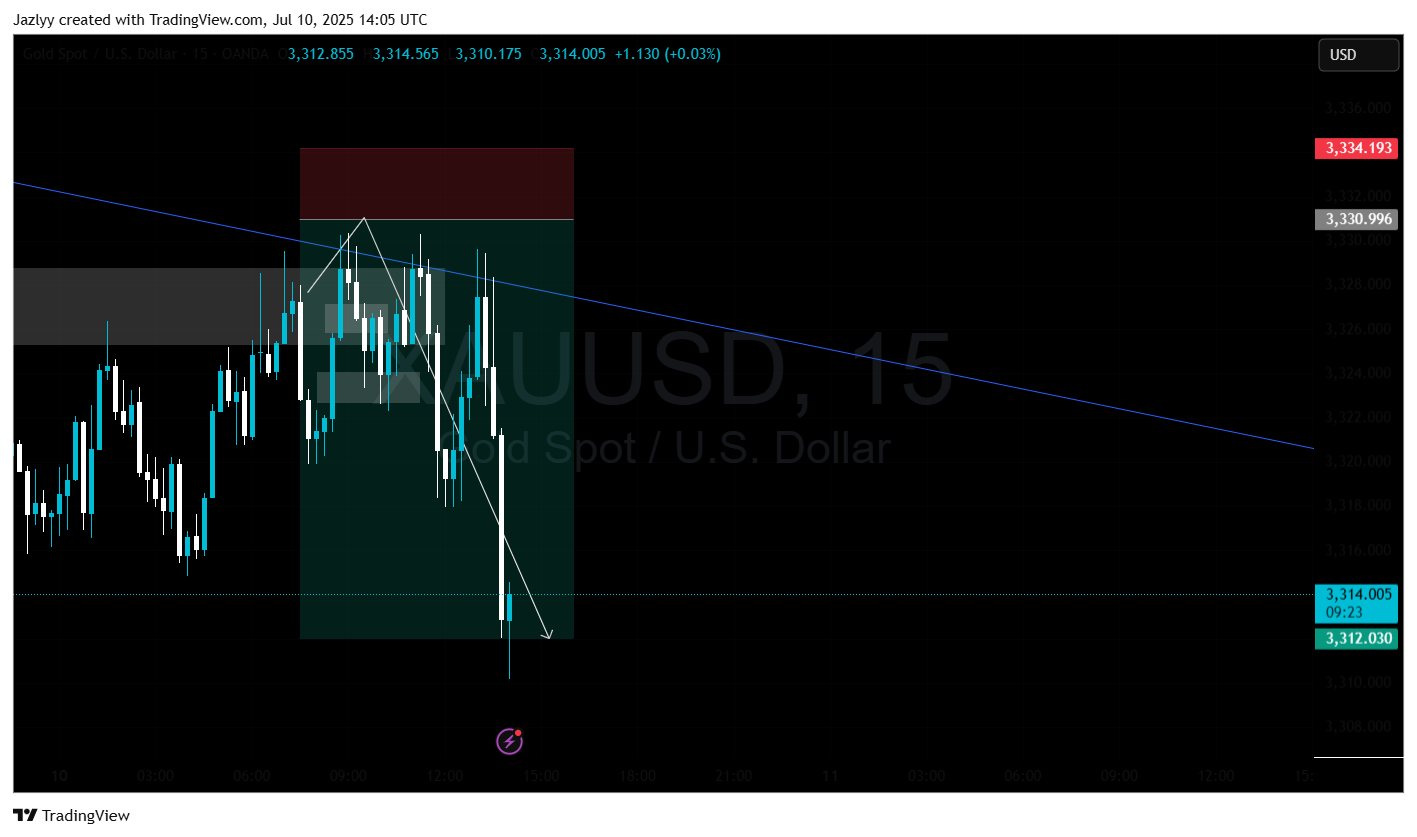 Jazlyy created with TradingView.com, Jul 10, 2025 14:05 UTC
Gold Spot / U.S. Dollar · 15 · OANDA O3,312.855 H3,314.565 L3,310.175 C3,314.005 +1.130 (+0.03%)
USD
3,336.000
3,334.193
3,332.000
3,330.996
3,330.000
3,328.000
3,326.000
3,324.000
3,322.000
3,320.000
3,318.000
3,316.000
3,314.005
09:23
3,312.030
3,310.000
3,308.000
XAUUSD, 15
Gold Spot / U.S. Dollar
10 03:00 06:00 09:00 12:00 15:00 18:00 21:00 11 03:00 06:00 09:00 12:00 15:
TradingView